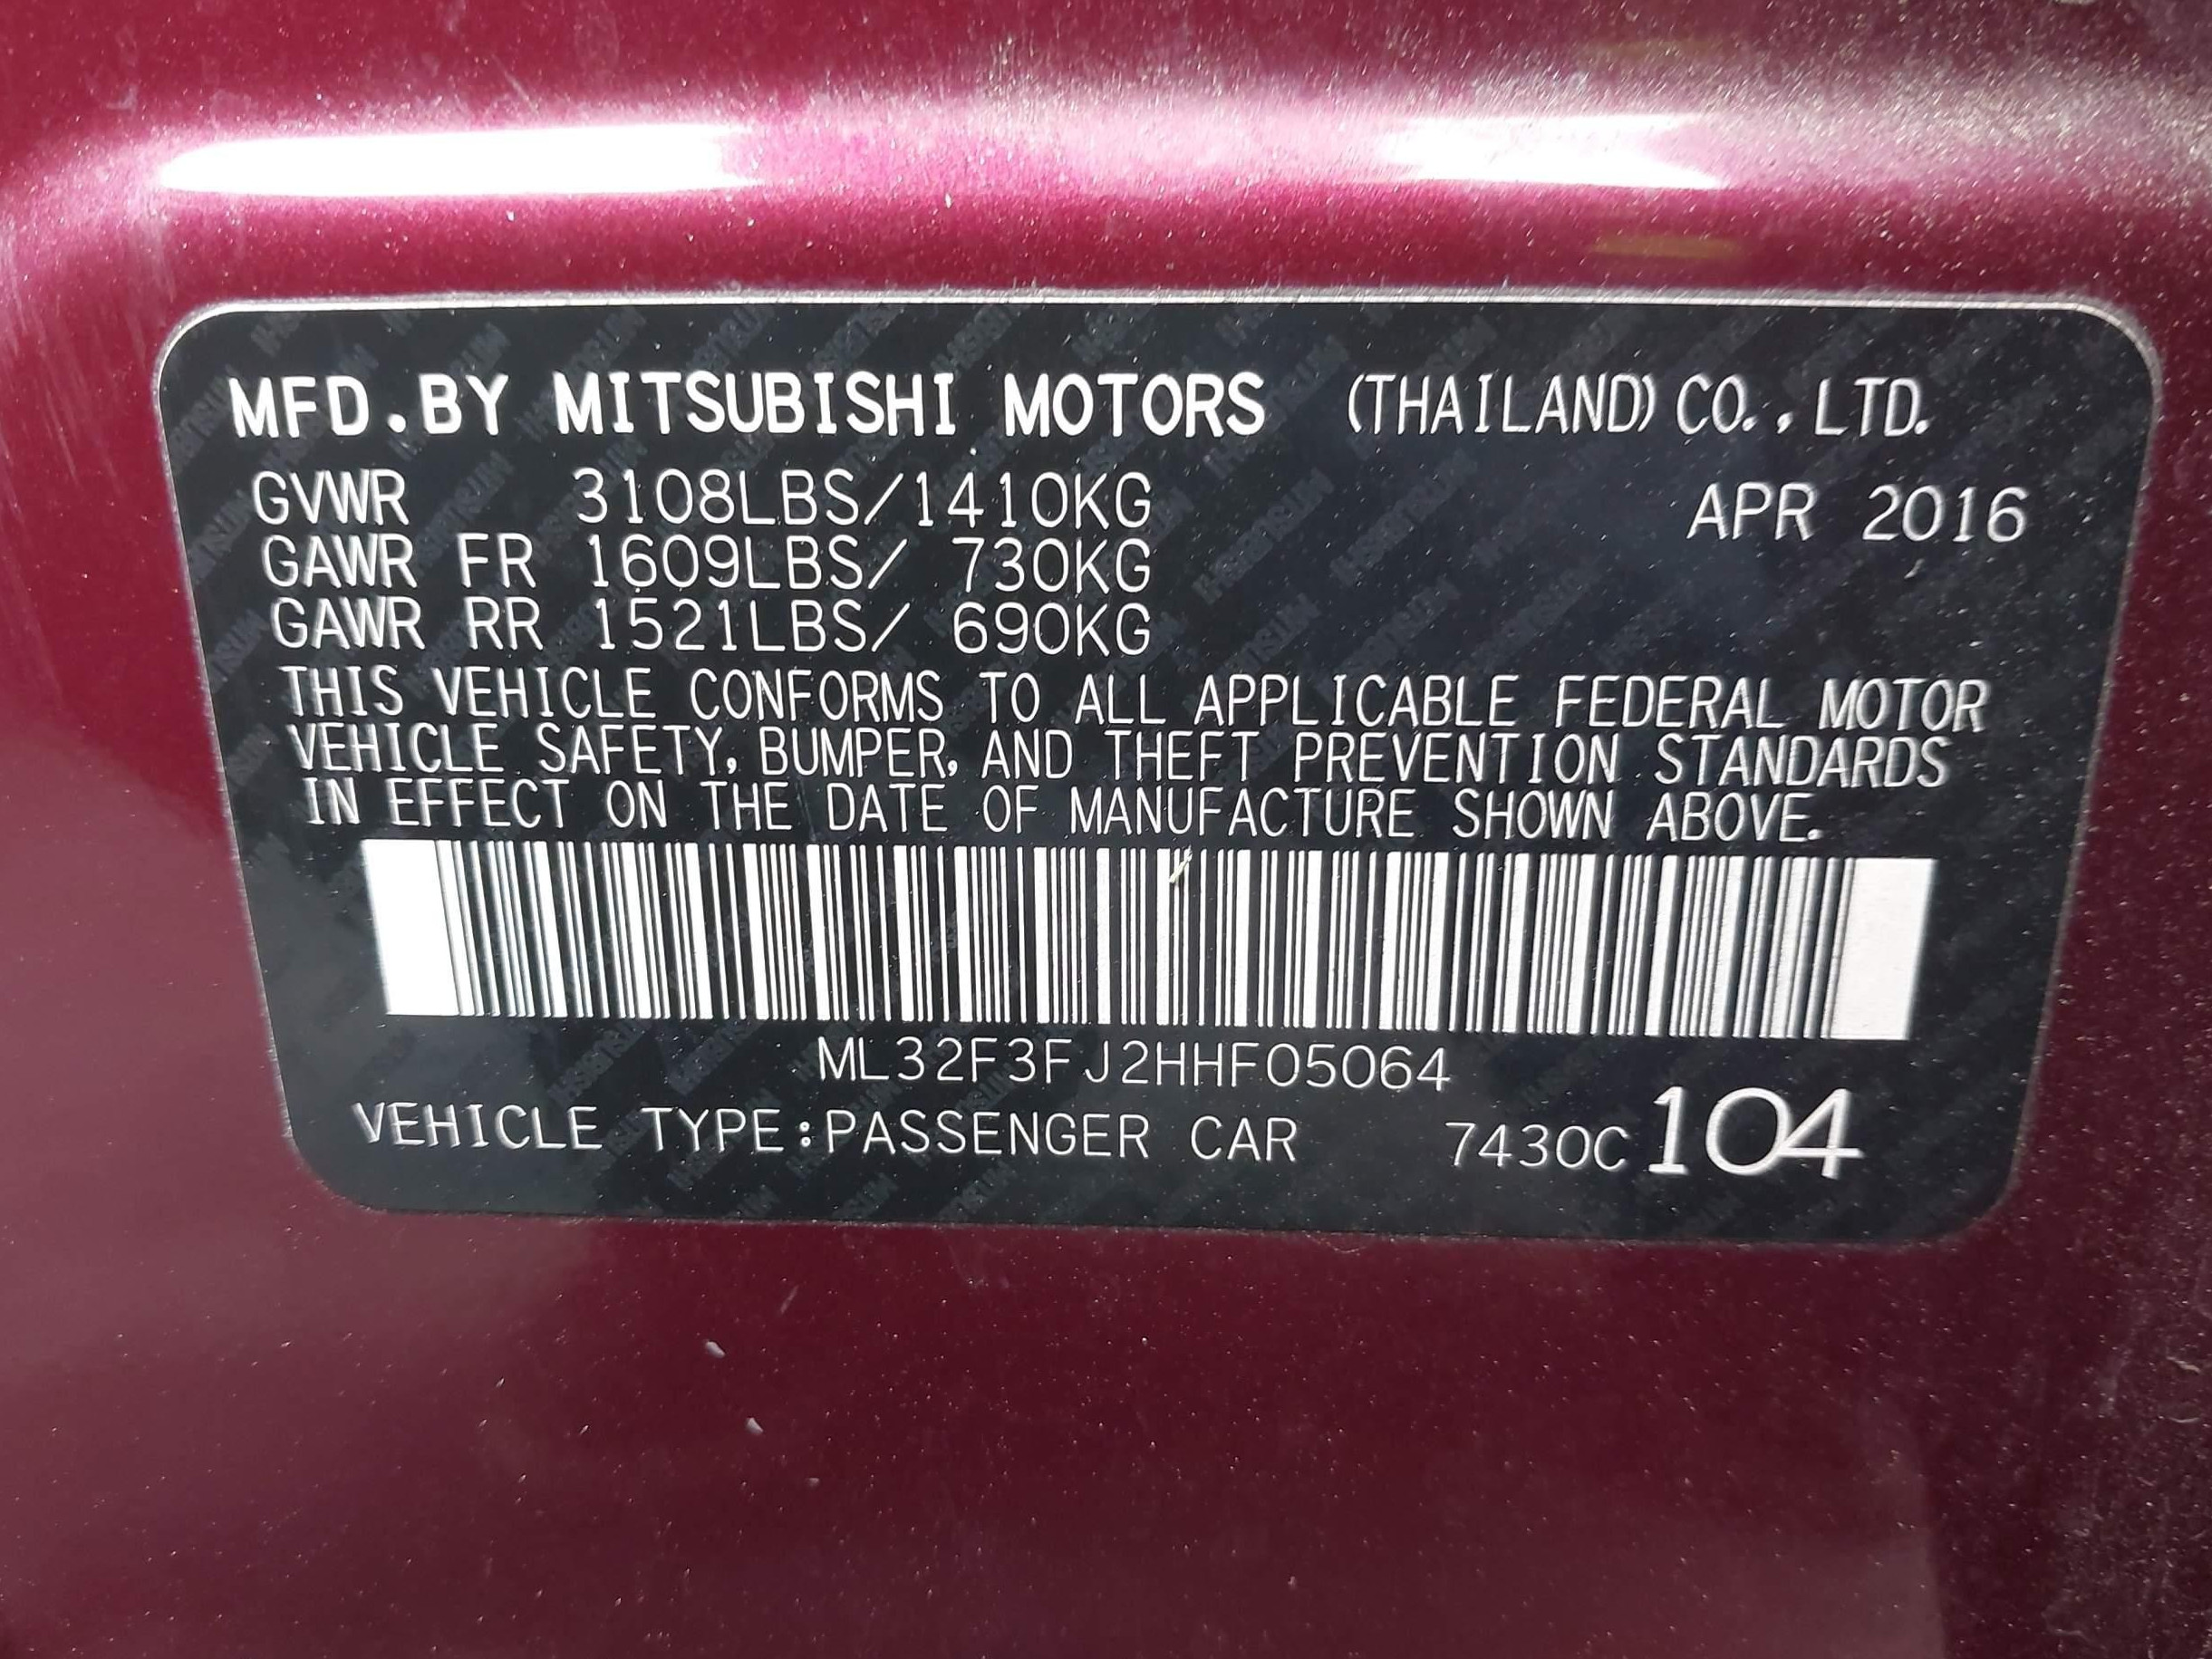 MFD.BY MITSUBISHI MOTORS (THAILAND) CO.,LTD.
GVWR 3108LBS/1410KG APR 2016
GAWR FR 1609LBS/ 730KG
GAWR RR 1521LBS/ 690KG
THIS VEHICLE CONFORMS TO ALL APPLICABLE FEDERAL MOTOR
VEHICLE SAFETY, BUMPER, AND THEFT PREVENTION STANDARDS
IN EFFECT ON THE DATE OF MANUFACTURE SHOWN ABOVE.
ML32F3FJ2HHF05064
VEHICLE TYPE:PASSENGER CAR 7430C 104